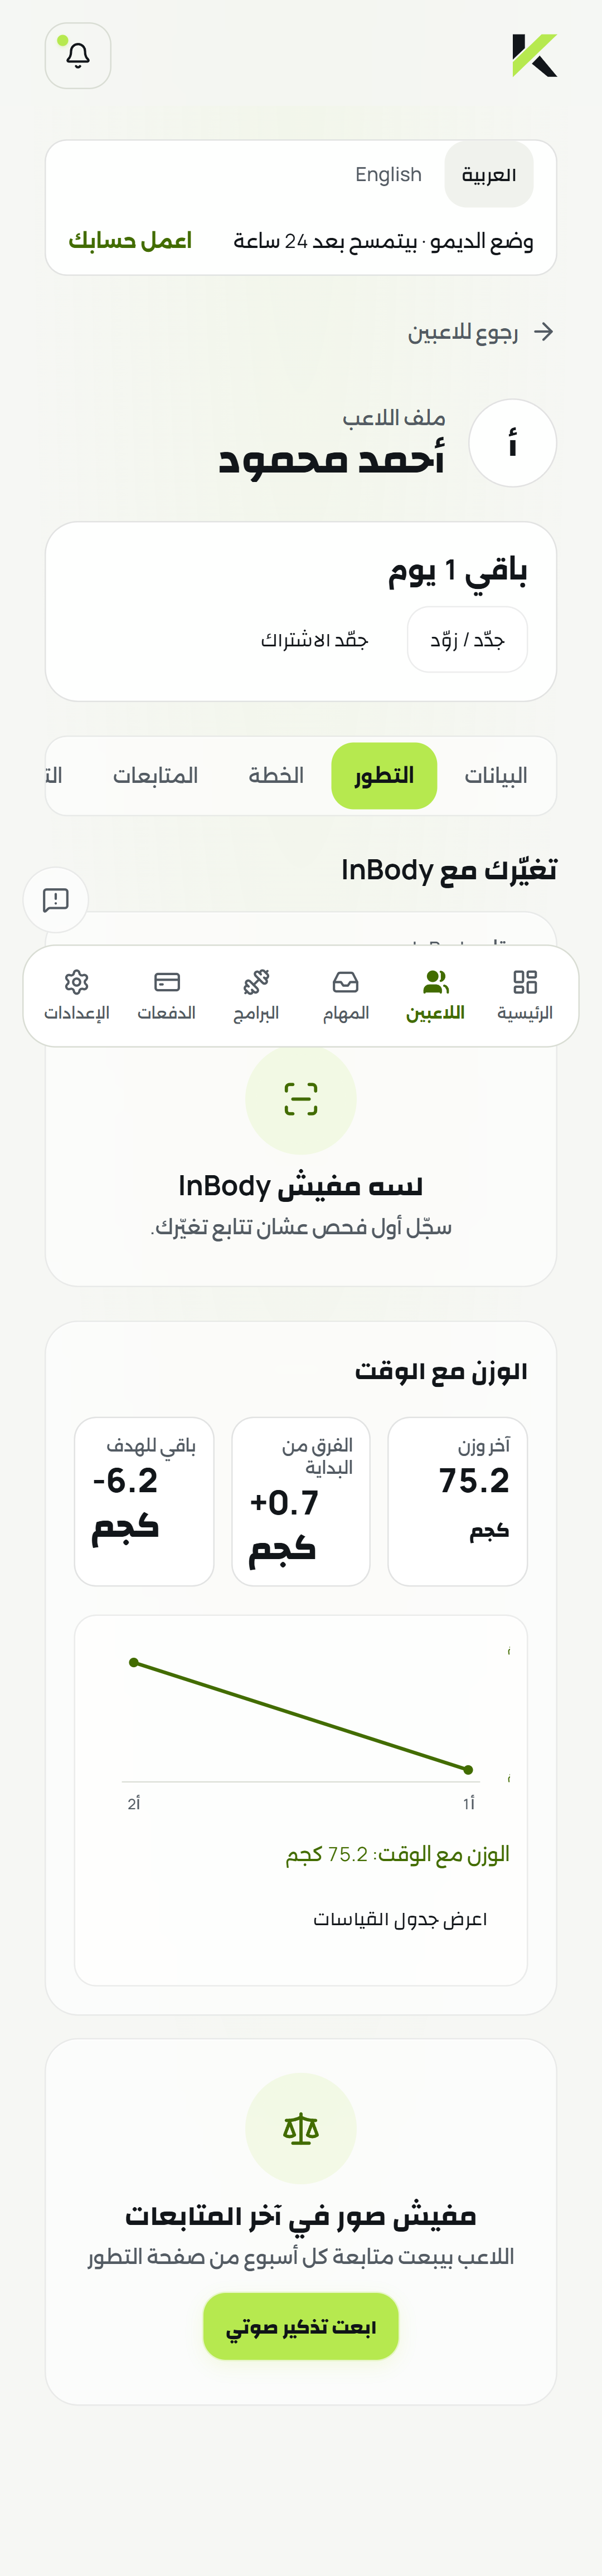 العربية
English
وضع الديمو · بيتمسح بعد 24 ساعة
اعمل حسابك
رجوع للاعبين
أ
ملف اللاعب
أحمد محمود
باقي 1 يوم
جدّد / زوّد
جمّد الاشتراك
البيانات
التطور
الخطة
المتابعات
تغيّرك مع InBody
الرئيسية
اللاعبين
المهام
البرامج
الدفعات
الإعدادات
لسه مفيش InBody
سجّل أول فحص عشان تتابع تغيّرك.
الوزن مع الوقت
آخر وزن
75.2
كجم
الفرق من
البداية
+0.7
كجم
باقي للهدف
-6.2
كجم
أ1
أ2
الوزن مع الوقت: 75.2 كجم
اعرض جدول القياسات
مفيش صور في آخر المتابعات
اللاعب بيبعت متابعة كل أسبوع من صفحة التطور
ابعت تذكير صوتي